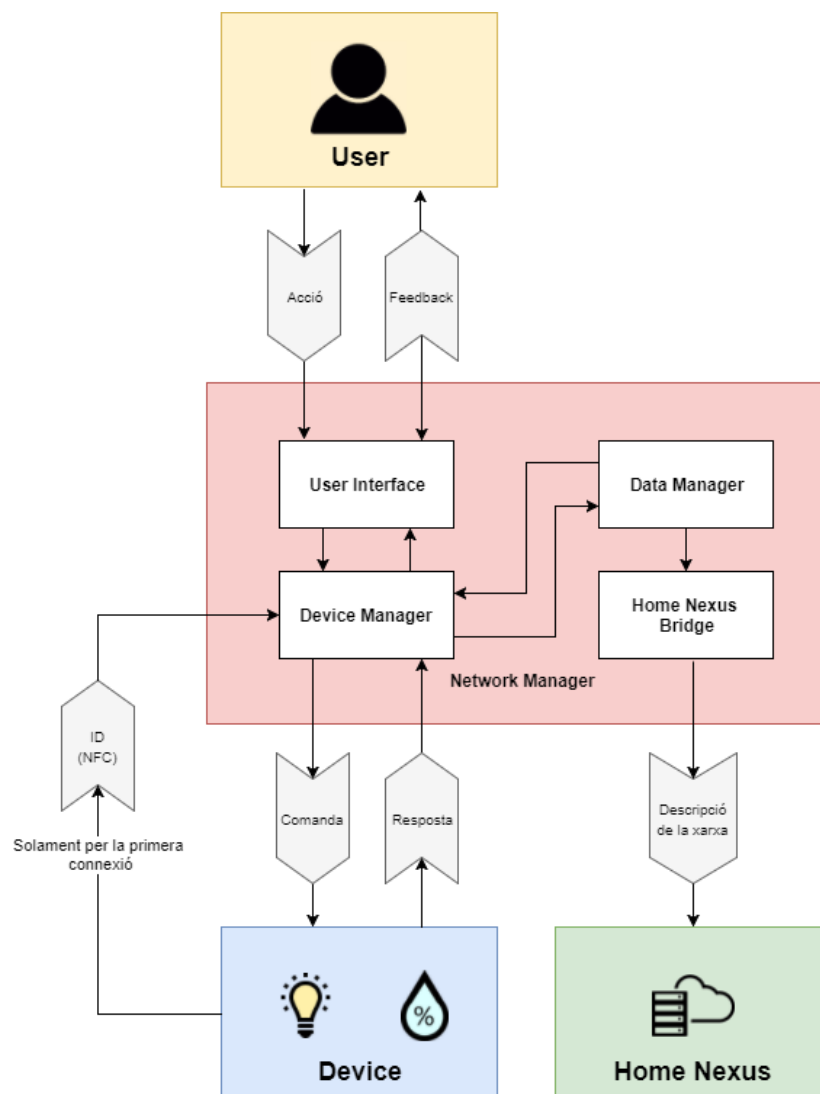 User
Acció
Feedback
User Interface
Data Manager
Device Manager
Home Nexus
Bridge
Network Manager
ID
(NFC)
Solament per la primera
connexió
Comanda
Resposta
Descripció
de la xarxa
%
Device
Home Nexus